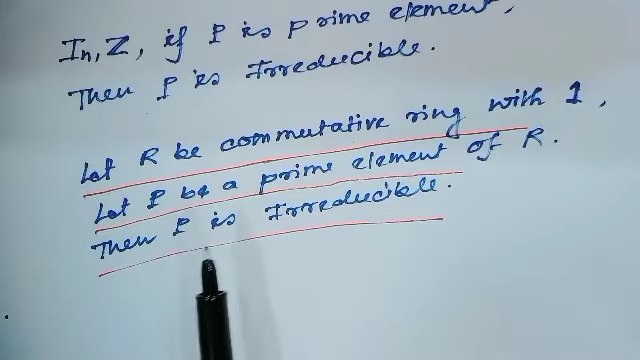 In, Z, if P is prime element,
Then P is Irreducible.
Let R be commutative ring with 1,
Let P be a prime element of R.
Then P is Irreducible.